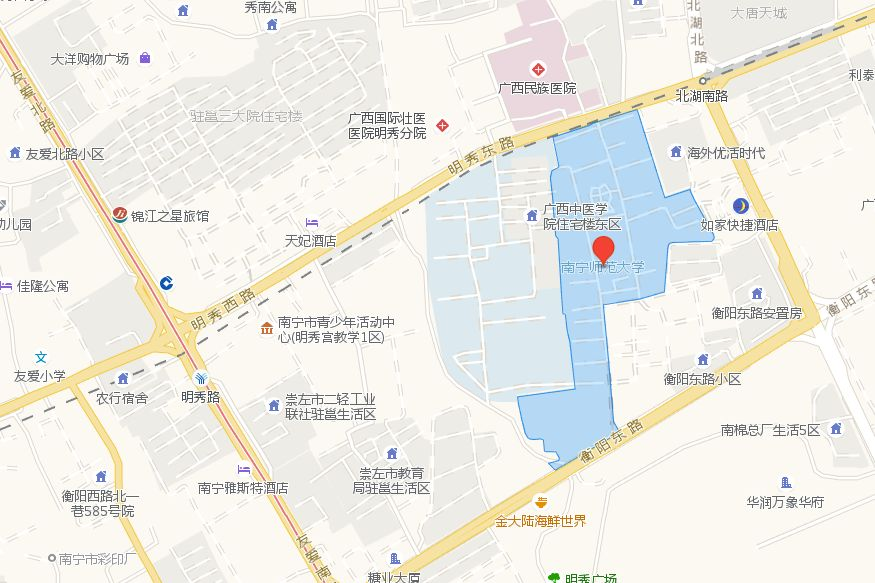 秀南公寓
北湖北路
大唐天城
大洋购物广场
友爱北路
广西民族医院
利泰
北湖南路
驻邕三大院住宅楼
广西国际壮医
医院明秀分院
明秀东路
友爱北路小区
海外优活时代
锦江之星旅馆
广西中医学
院住宅楼东区
幼儿园
如家快捷酒店
天妃酒店
南宁师范大学
佳隆公寓
明秀西路
衡阳东路
衡阳东路安置房
南宁市青少年活动中
心(明秀宫教学1区)
友爱小学
农行宿舍
明秀路
衡阳东路小区
崇左市二轻工业
联社驻邕生活区
衡阳东路
南棉总厂生活5区
崇左市教育
局驻邕生活区
南宁雅斯特酒店
衡阳西路北一
巷585号院
华润万象华府
金大陆海鲜世界
南宁市彩印厂
友爱南
糖业大厦
明秀广场